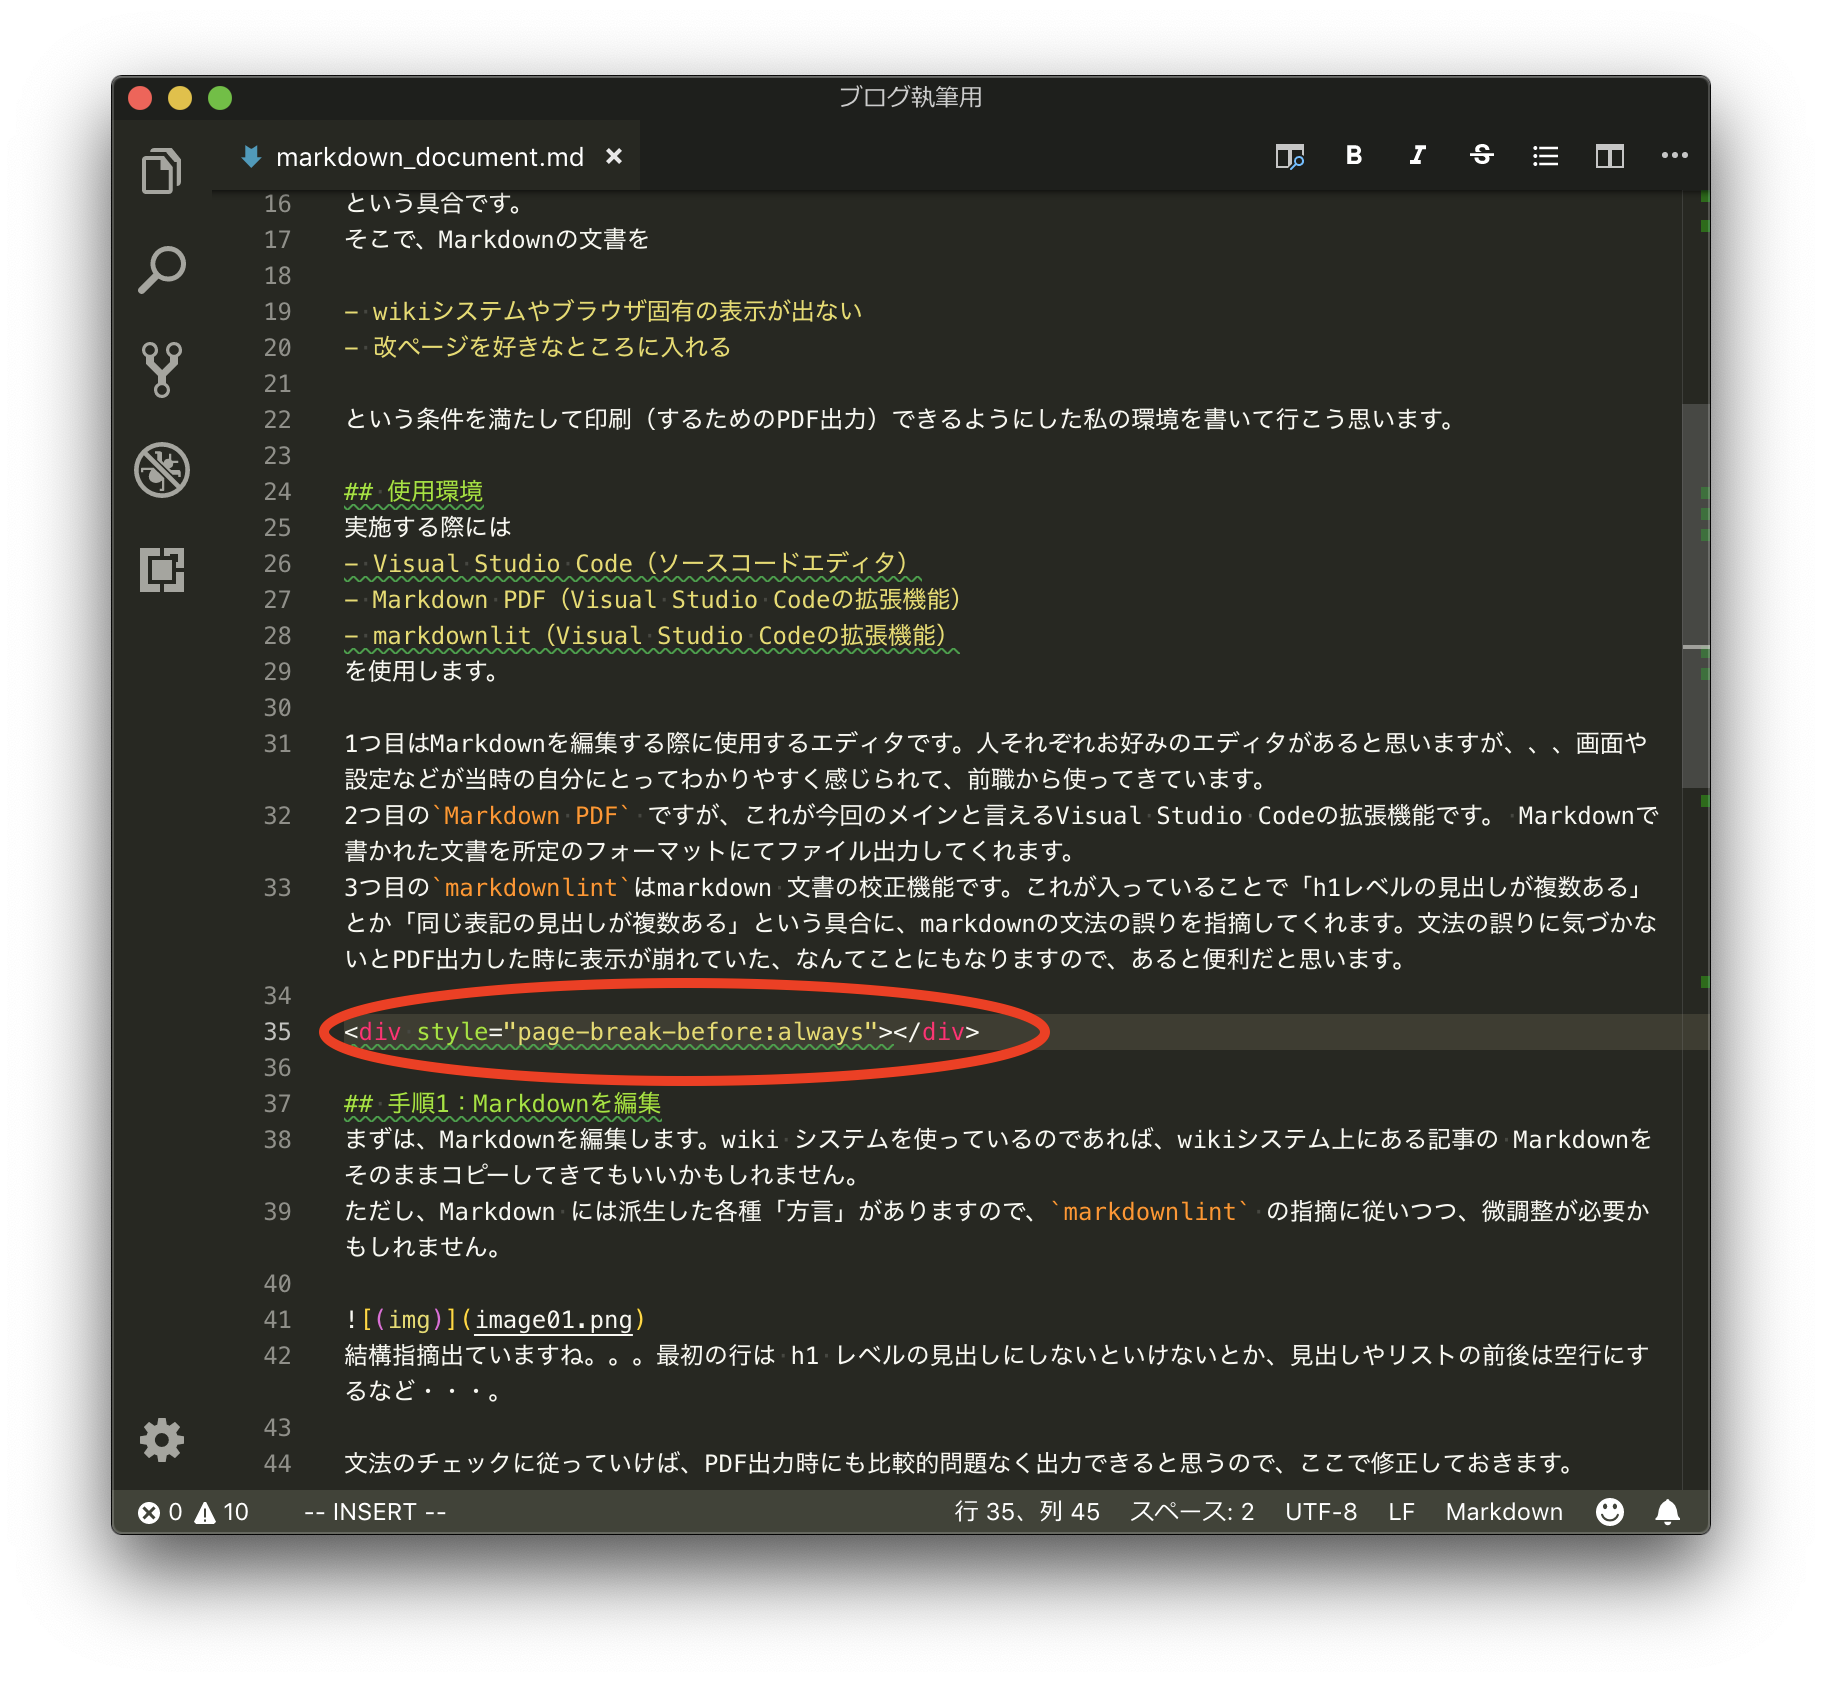 ブログ執筆用
markdown_document.md ×
B I S
16 という具合です。
17 そこで、Markdownの文書を
18
19 - wikiシステムやブラウザ固有の表示が出ない
20 - 改ページを好きなところに入れる
21
22 という条件を満たして印刷（するためのPDF出力）できるようにした私の環境を書いて行こう思います。
23
24 ## 使用環境
25 実施する際には
26 - Visual Studio Code（ソースコードエディタ）
27 - Markdown PDF（Visual Studio Codeの拡張機能）
28 - markdownlit（Visual Studio Codeの拡張機能）
29 を使用します。
30
31 1つ目はMarkdownを編集する際に使用するエディタです。人それぞれお好みのエディタがあると思いますが、、、画面や
設定などが当時の自分にとってわかりやすく感じられて、前職から使ってきています。
32 2つ目の`Markdown PDF` ですが、これが今回のメインと言えるVisual Studio Codeの拡張機能です。 Markdownで
書かれた文書を所定のフォーマットにてファイル出力してくれます。
33 3つ目の`markdownlint`はmarkdown 文書の校正機能です。これが入っていることで「h1レベルの見出しが複数ある」
とか「同じ表記の見出しが複数ある」という具合に、markdownの文法の誤りを指摘してくれます。文法の誤りに気づかな
いとPDF出力した時に表示が崩れていた、なんてことにもなりますので、あると便利だと思います。
34
35 <div style="page-break-before:always"></div>
36
37 ## 手順1：Markdownを編集
38 まずは、Markdownを編集します。wiki システムを使っているのであれば、wikiシステム上にある記事の Markdownを
そのままコピーしてきてもいいかもしれません。
39 ただし、Markdown には派生した各種「方言」がありますので、`markdownlint` の指摘に従いつつ、微調整が必要か
もしれません。
40
41 ![(img)](image01.png)
42 結構指摘出ていますね。。。最初の行は h1 レベルの見出しにしないといけないとか、見出しやリストの前後は空行にす
るなど・・・。
43
44 文法のチェックに従っていけば、PDF出力時にも比較的問題なく出力できると思うので、ここで修正しておきます。
0 10 -- INSERT -- 行 35、列 45 スペース: 2 UTF-8 LF Markdown